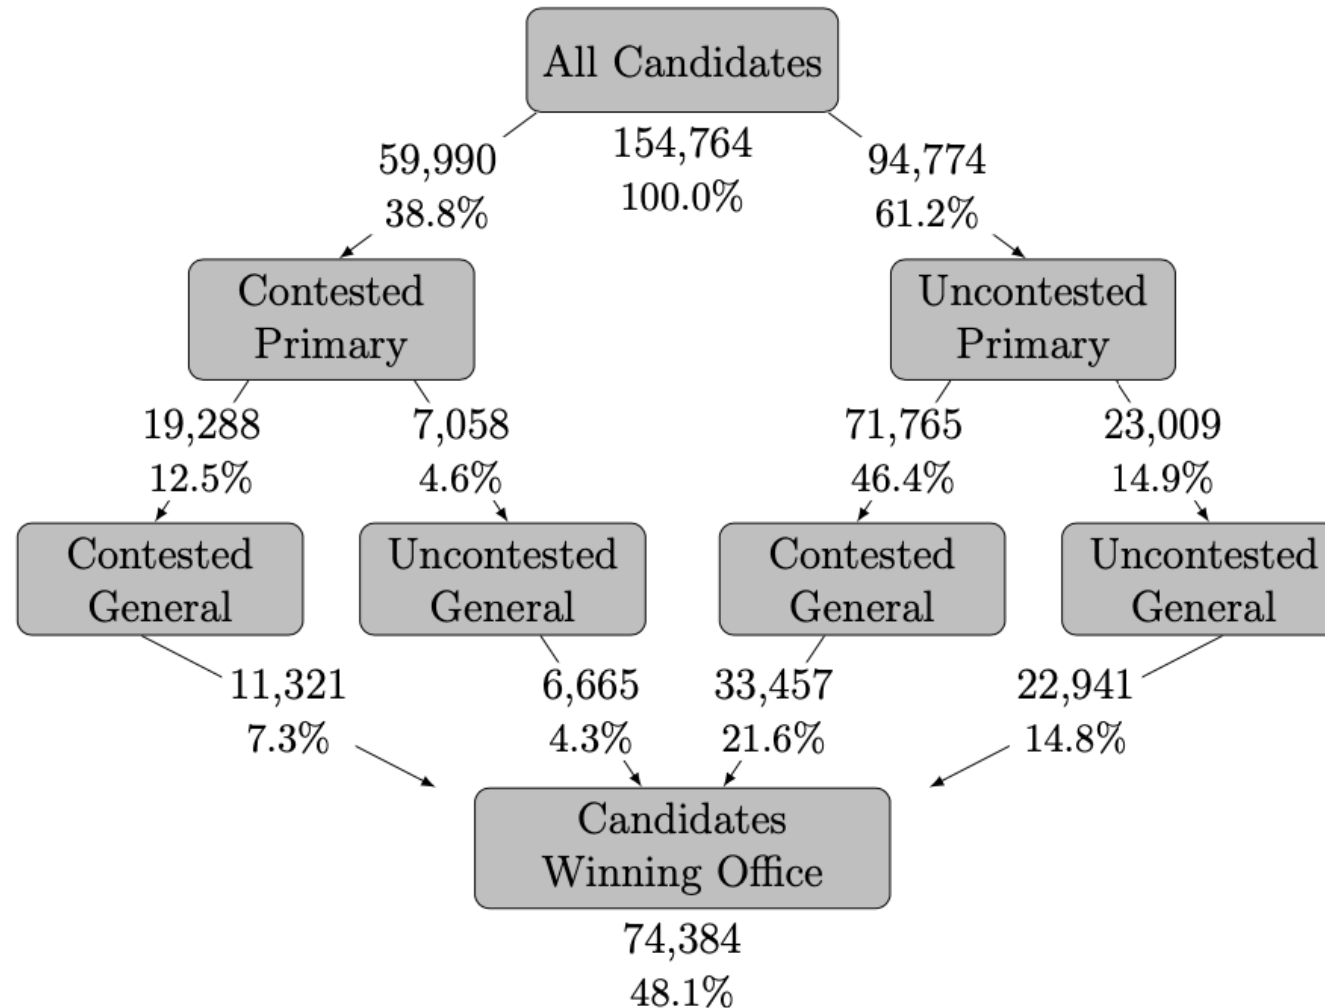 All Candidates
154,764
100.0%
59,990
38.8%
94,774
61.2%
Contested
Primary
Uncontested
Primary
19,288
12.5%
7,058
4.6%
71,765
46.4%
23,009
14.9%
Contested
General
Uncontested
General
Contested
General
Uncontested
General
11,321
7.3%
6,665
4.3%
33,457
21.6%
22,941
14.8%
Candidates
Winning Office
74,384
48.1%